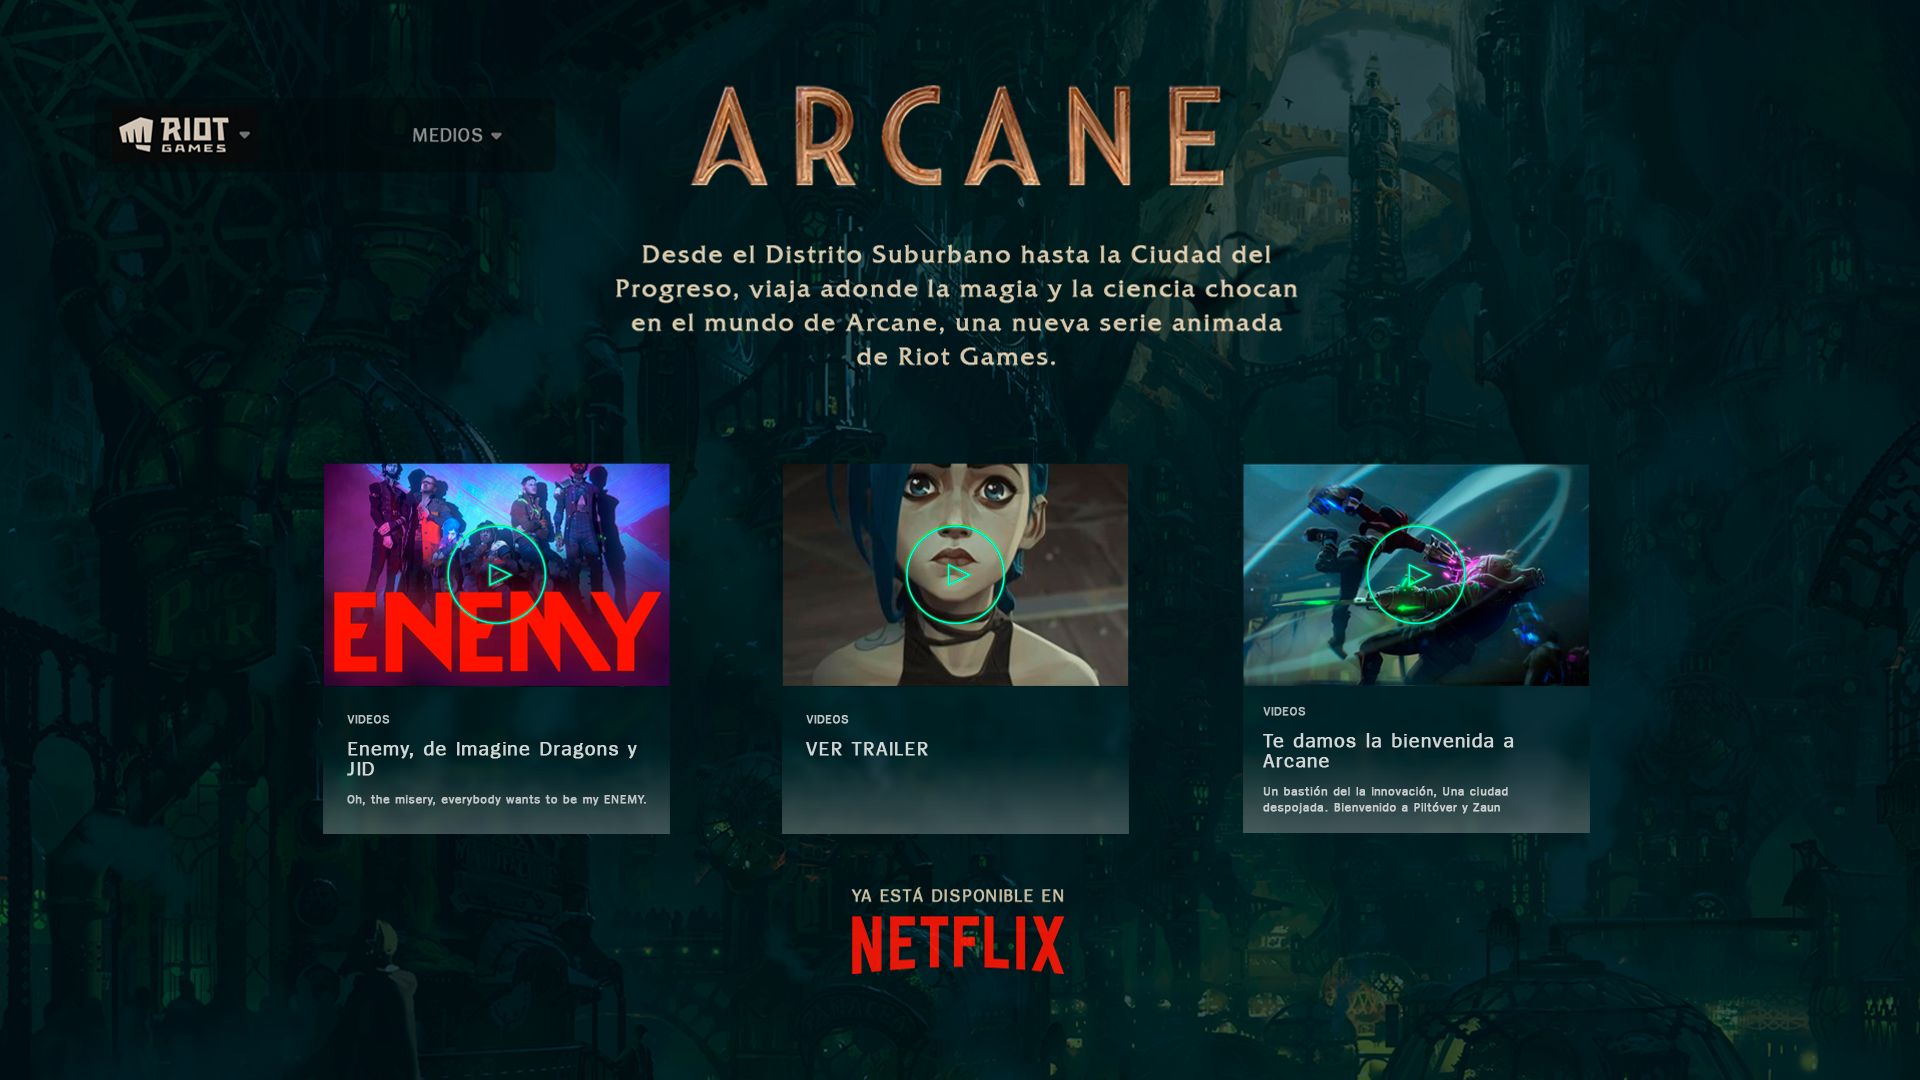 RIOT
GAMES
MEDIOS
ARCANE
Desde el Distrito Suburbano hasta la Ciudad del
Progreso, viaja adonde la magia y la ciencia chocan
en el mundo de Arcane, una nueva serie animada
de Riot Games.
ENEMY
VIDEOS
Enemy, de Imagine Dragons y
JID
Oh, the misery, everybody wants to be my ENEMY.
VIDEOS
VER TRAILER
VIDEOS
Te damos la bienvenida a
Arcane
Un bastión del la innovación, Una ciudad
despojada. Bienvenido a Piltóver y Zaun
YA ESTÁ DISPONIBLE EN
NETFLIX